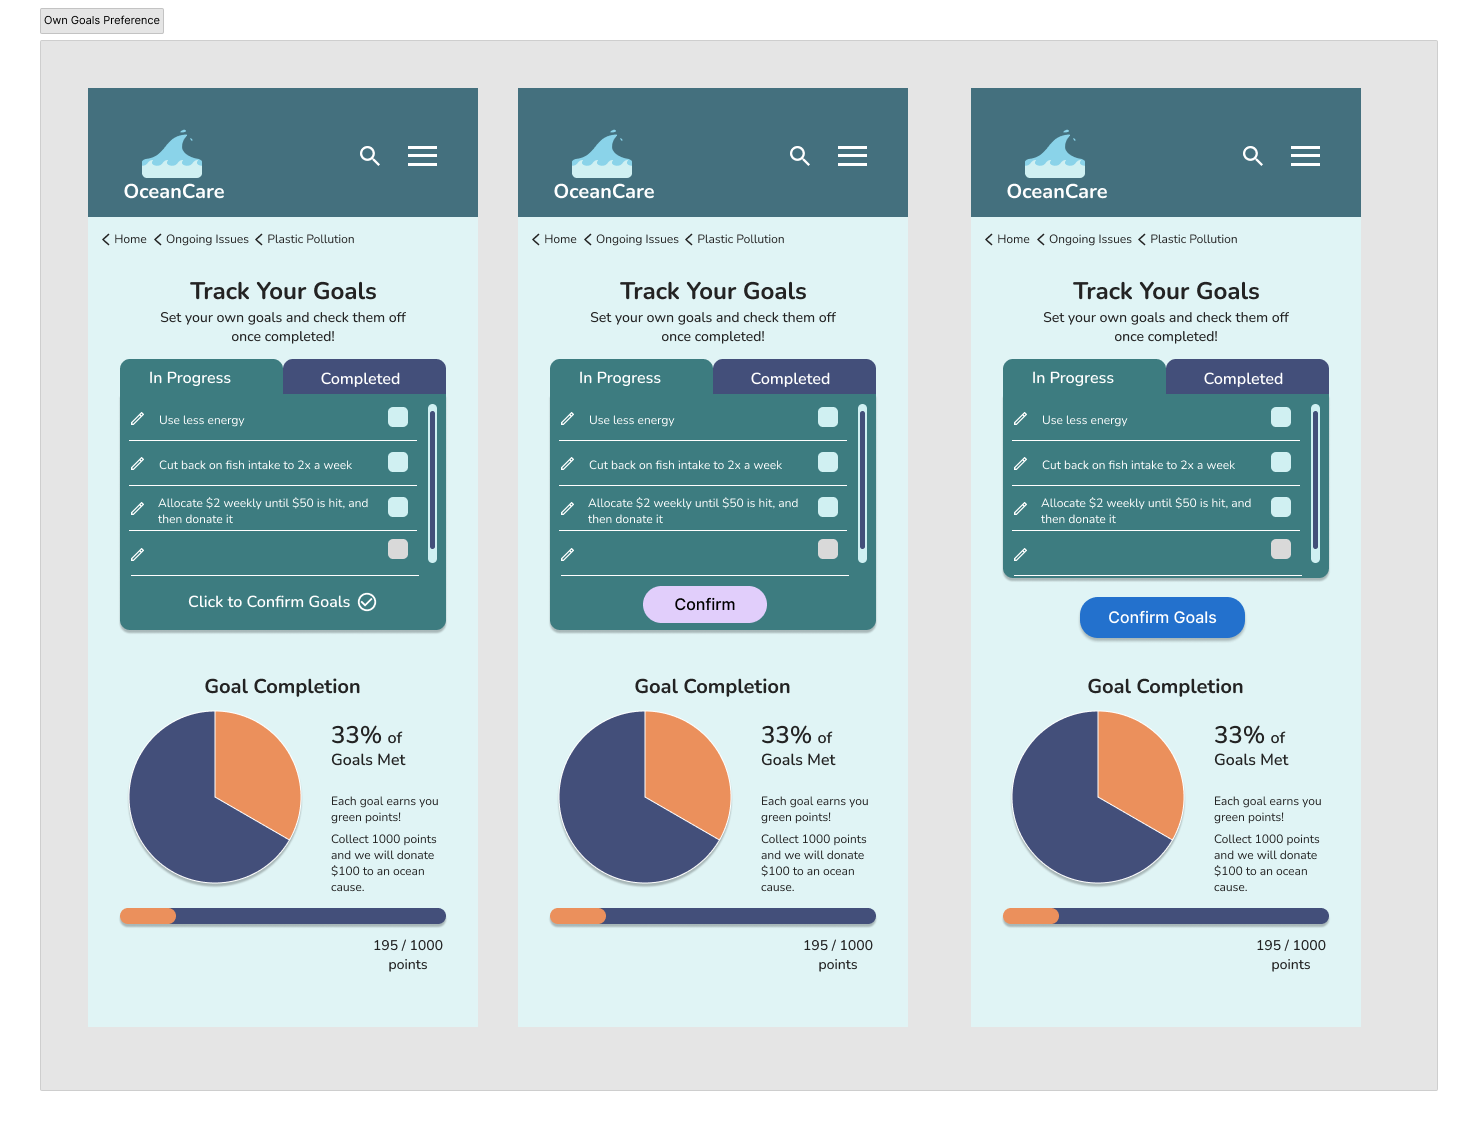 Own Goals Preference
OceanCare
Home Ongoing Issues Plastic Pollution
Track Your Goals
Set your own goals and check them off
once completed!
In Progress
Completed
Use less energy
Cut back on fish intake to 2x a week
Allocate $2 weekly until $50 is hit, and
then donate it
Click to Confirm Goals
Goal Completion
33% of
Goals Met
Each goal earns you
green points!
Collect 1000 points
and we will donate
$100 to an ocean
cause.
195 / 1000
points
OceanCare
Home Ongoing Issues Plastic Pollution
Track Your Goals
Set your own goals and check them off
once completed!
In Progress
Completed
Use less energy
Cut back on fish intake to 2x a week
Allocate $2 weekly until $50 is hit, and
then donate it
Confirm
Goal Completion
33% of
Goals Met
Each goal earns you
green points!
Collect 1000 points
and we will donate
$100 to an ocean
cause.
195 / 1000
points
OceanCare
Home Ongoing Issues Plastic Pollution
Track Your Goals
Set your own goals and check them off
once completed!
In Progress
Completed
Use less energy
Cut back on fish intake to 2x a week
Allocate $2 weekly until $50 is hit, and
then donate it
Confirm Goals
Goal Completion
33% of
Goals Met
Each goal earns you
green points!
Collect 1000 points
and we will donate
$100 to an ocean
cause.
195 / 1000
points